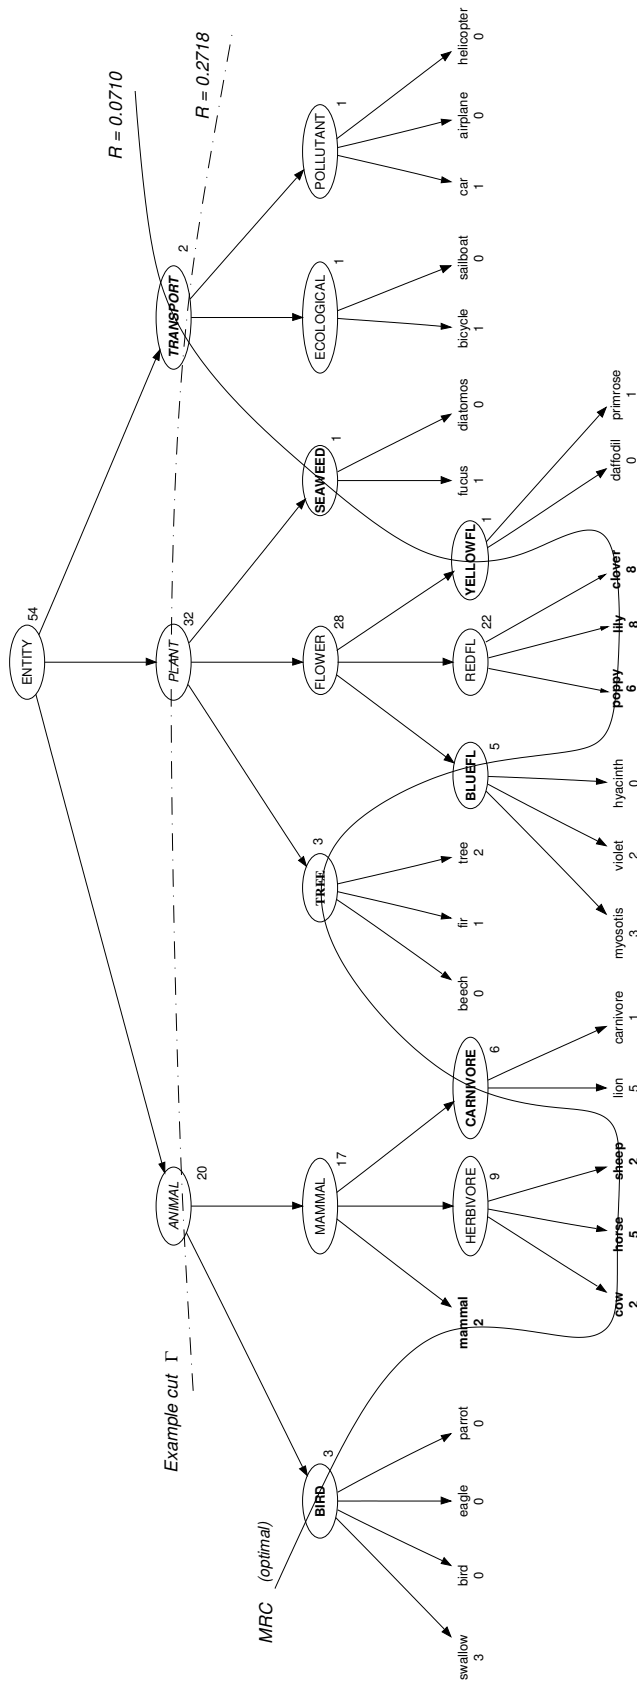 R = 0.0710
R = 0.2718
ENTITY 54
Example cut Γ
ANIMAL 20
PLANT 32
TRANSPORT 2
MRC (optimal)
BIRD 3
MAMMAL 17
TREE 3
FLOWER 28
SEAWEED 1
ECOLOGICAL 1
POLLUTANT 1
swallow 3
bird 0
eagle 0
parrot 0
mammal 2
HERBIVORE 9
CARNIVORE 6
beech 0
fir 1
tree 2
BLUEFL 5
REDFL 22
YELLOWFL 1
fucus 1
diatomos 0
bicycle 1
sailboat 0
car 1
airplane 0
helicopter 0
cow 2
horse 5
sheep 2
lion 5
carnivore 1
myosotis 3
violet 2
hyacinth 0
poppy 6
lily 8
clover 8
daffodil 0
primrose 1